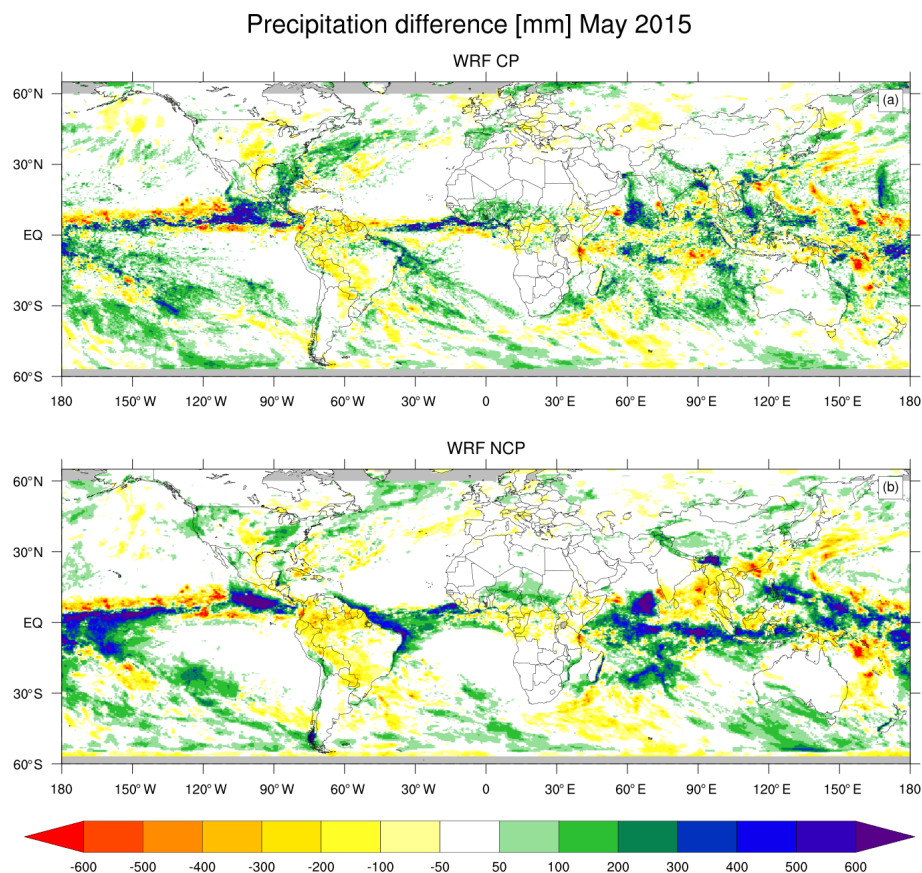 Precipitation difference [mm] May 2015
WRF CP
(a)
60°N
30°N
EQ
30°S
60°S
180 150°W 120°W 90°W 60°W 30°W 0 30°E 60°E 90°E 120°E 150°E 180
WRF NCP
(b)
60°N
30°N
EQ
30°S
60°S
180 150°W 120°W 90°W 60°W 30°W 0 30°E 60°E 90°E 120°E 150°E 180
-600 -500 -400 -300 -200 -100 -50 50 100 200 300 400 500 600